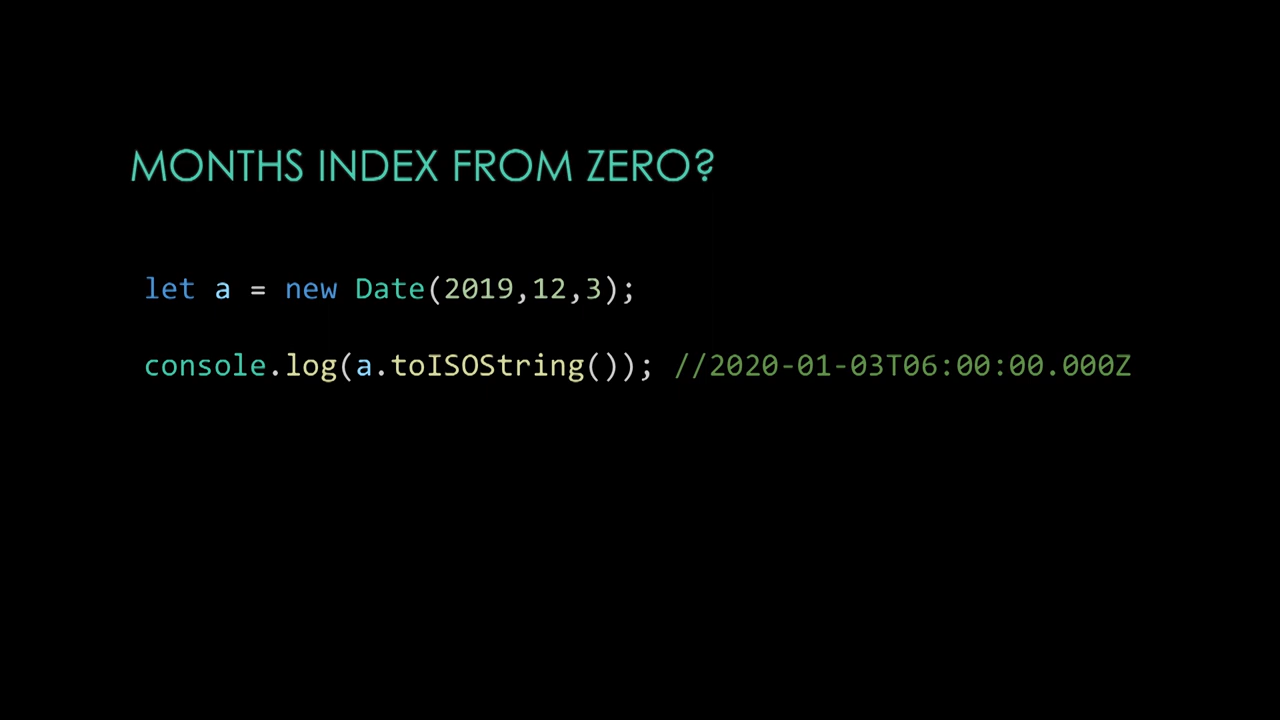 MONTHS INDEX FROM ZERO?
let a = new Date(2019,12,3);
console.log(a.toISOString()); //2020-01-03T06:00:00.000Z